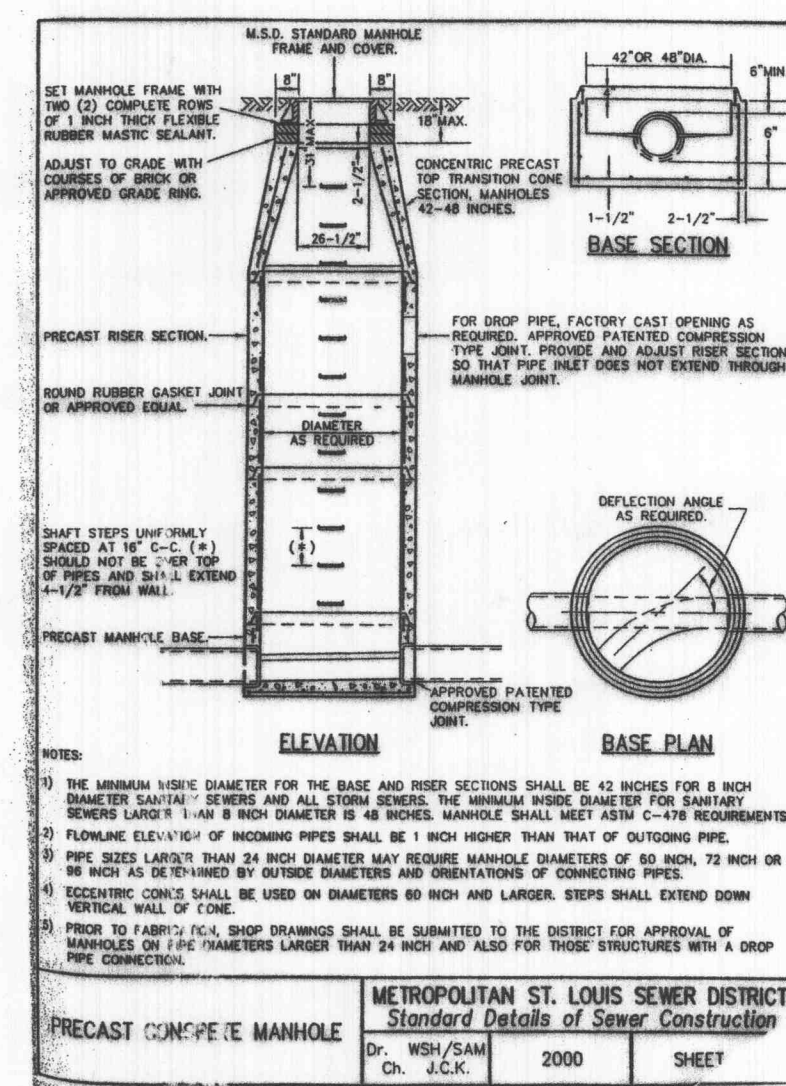 M.S.D. STANDARD MANHOLE
FRAME AND COVER.
8"
8"
SET MANHOLE FRAME WITH
TWO (2) COMPLETE ROWS
OF 1 INCH THICK FLEXIBLE
RUBBER MASTIC SEALANT.
ADJUST TO GRADE WITH
COURSES OF BRICK OR
APPROVED GRADE RING.
18"MAX.
31"MAX
2-1/2"
26-1/2"
CONCENTRIC PRECAST
TOP TRANSITION CONE
SECTION, MANHOLES
42-48 INCHES.
42"OR 48"DIA.
6"MIN
4"
6"
1-1/2"
2-1/2"
BASE SECTION
PRECAST RISER SECTION.
FOR DROP PIPE, FACTORY CAST OPENING AS
REQUIRED. APPROVED PATENTED COMPRESSION
TYPE JOINT. PROVIDE AND ADJUST RISER SECTION
SO THAT PIPE INLET DOES NOT EXTEND THROUGH
MANHOLE JOINT.
ROUND RUBBER GASKET JOINT
OR APPROVED EQUAL.
DIAMETER
AS REQUIRED
SHAFT STEPS UNIFORMLY
SPACED AT 16" C-C. (*)
SHOULD NOT BE OVER TOP
OF PIPES AND SHALL EXTEND
4-1/2" FROM WALL
(*)
DEFLECTION ANGLE
AS REQUIRED.
PRECAST MANHOLE BASE.
APPROVED PATENTED
COMPRESSION TYPE
JOINT.
ELEVATION
BASE PLAN
NOTES:
1) THE MINIMUM INSIDE DIAMETER FOR THE BASE AND RISER SECTIONS SHALL BE 42 INCHES FOR 8 INCH
DIAMETER SANITARY SEWERS AND ALL STORM SEWERS. THE MINIMUM INSIDE DIAMETER FOR SANITARY
SEWERS LARGER THAN 8 INCH DIAMETER IS 48 INCHES. MANHOLE SHALL MEET ASTM C-478 REQUIREMENTS
2) FLOWLINE ELEVATION OF INCOMING PIPES SHALL BE 1 INCH HIGHER THAN THAT OF OUTGOING PIPE.
3) PIPE SIZES LARGER THAN 24 INCH DIAMETER MAY REQUIRE MANHOLE DIAMETERS OF 60 INCH, 72 INCH OR
96 INCH AS DETERMINED BY OUTSIDE DIAMETERS AND ORIENTATIONS OF CONNECTING PIPES.
4) ECCENTRIC CONES SHALL BE USED ON DIAMETERS 60 INCH AND LARGER. STEPS SHALL EXTEND DOWN
VERTICAL WALL OF CONE.
5) PRIOR TO FABRICATION, SHOP DRAWINGS SHALL BE SUBMITTED TO THE DISTRICT FOR APPROVAL OF
MANHOLES ON PIPE DIAMETERS LARGER THAN 24 INCH AND ALSO FOR THOSE STRUCTURES WITH A DROP
PIPE CONNECTION.
PRECAST CONCRETE MANHOLE
METROPOLITAN ST. LOUIS SEWER DISTRICT
Standard Details of Sewer Construction
Dr. WSH/SAM
Ch. J.C.K.
2000
SHEET